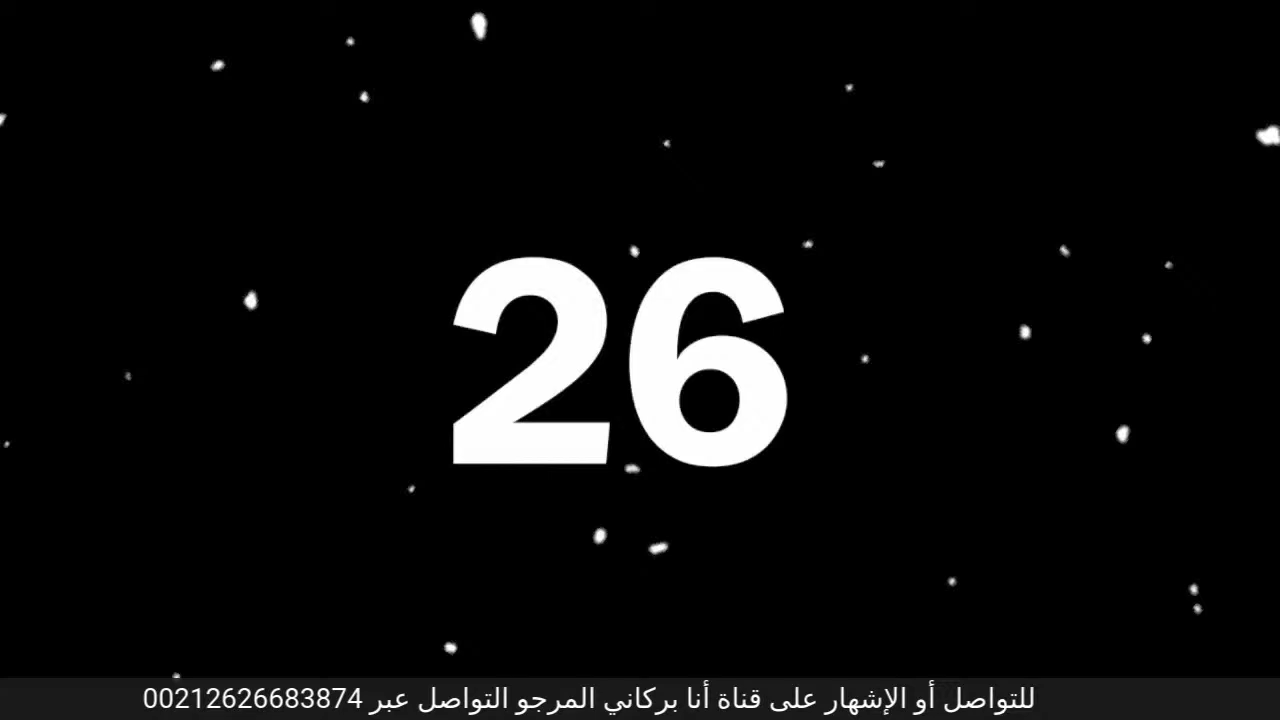 26
للتواصل أو الإشهار على قناة أنا بركاني المرجو التواصل عبر 00212626683874